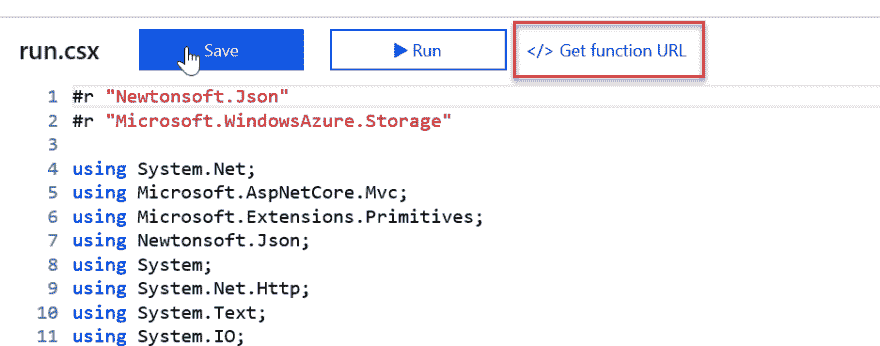 run.csx Save Run </> Get function URL
1 #r "Newtonsoft.Json"
2 #r "Microsoft.WindowsAzure.Storage"
3
4 using System.Net;
5 using Microsoft.AspNetCore.Mvc;
6 using Microsoft.Extensions.Primitives;
7 using Newtonsoft.Json;
8 using System;
9 using System.Net.Http;
10 using System.Text;
11 using System.IO;